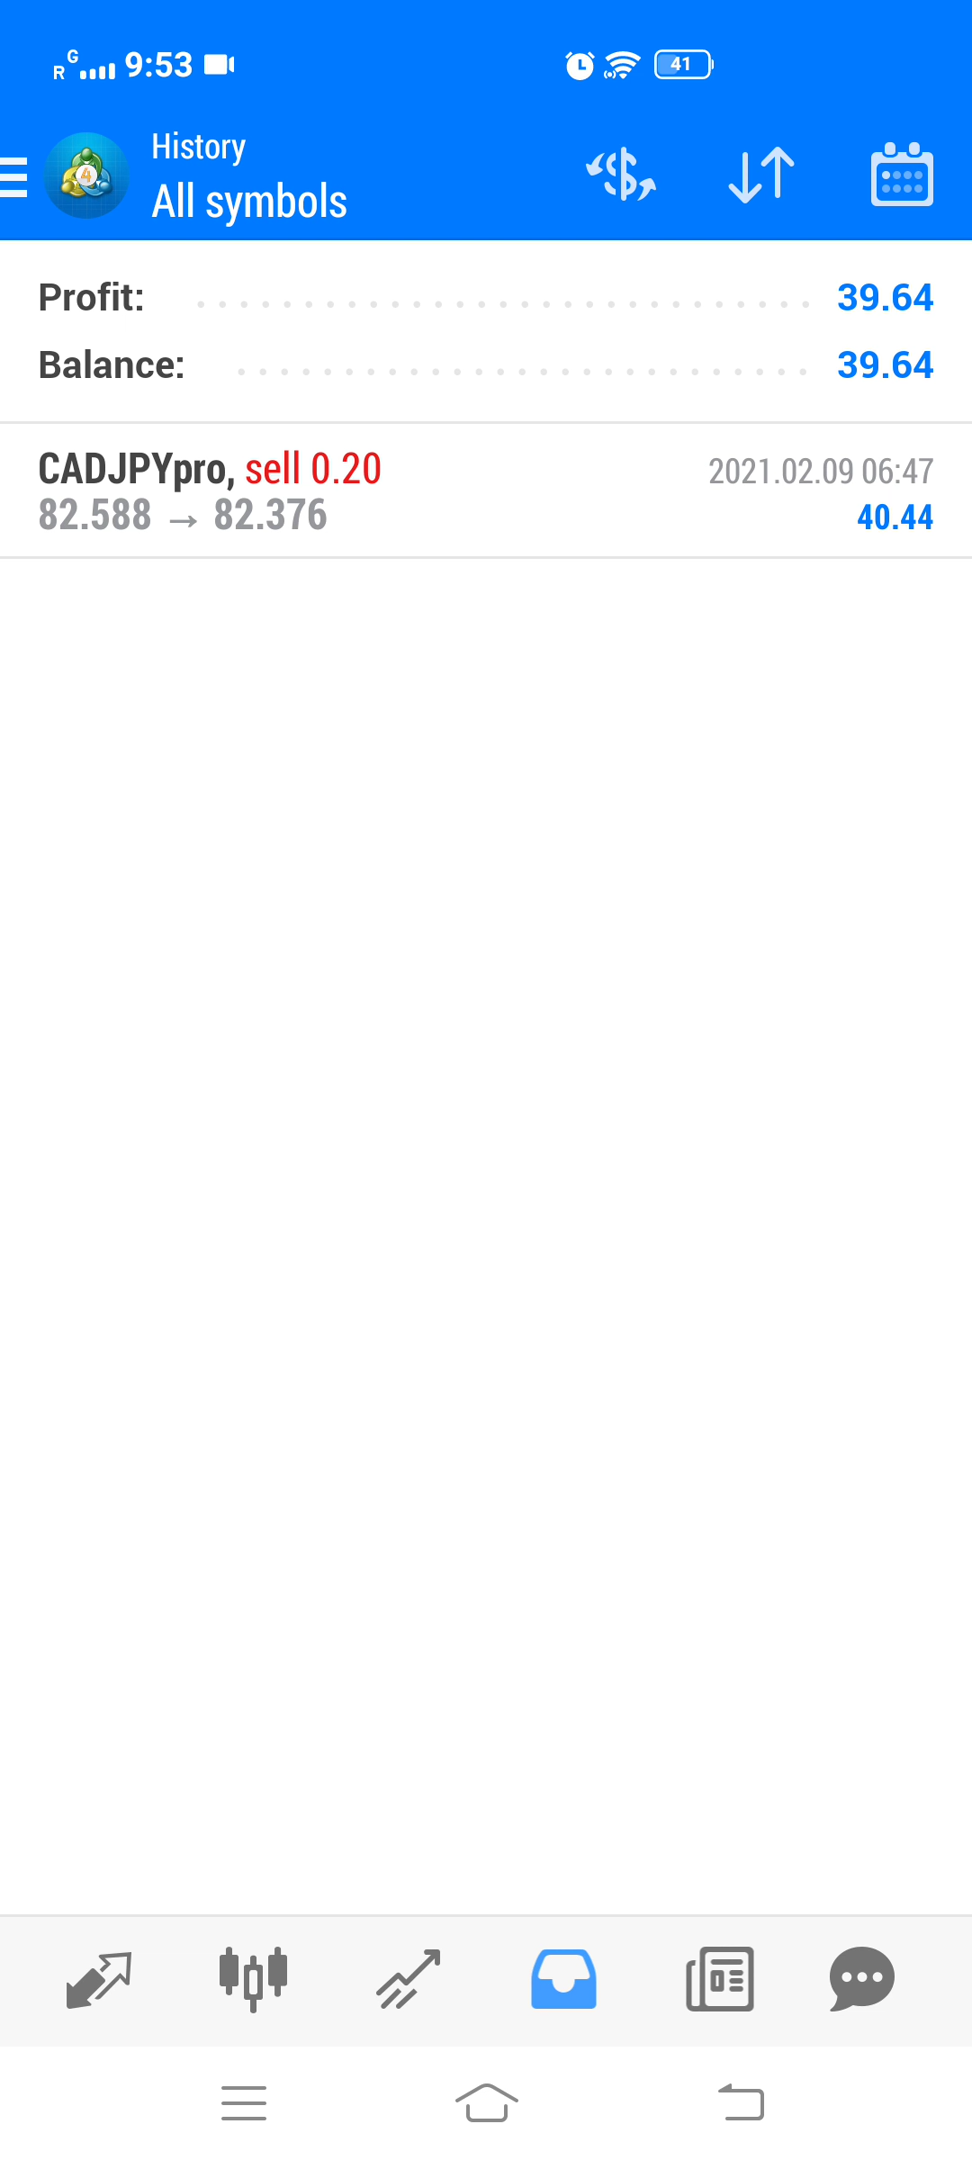 R G 9:53 41
History
All symbols
Profit: 39.64
Balance: 39.64
CADJPYpro, sell 0.20 2021.02.09 06:47
82.588 → 82.376 40.44